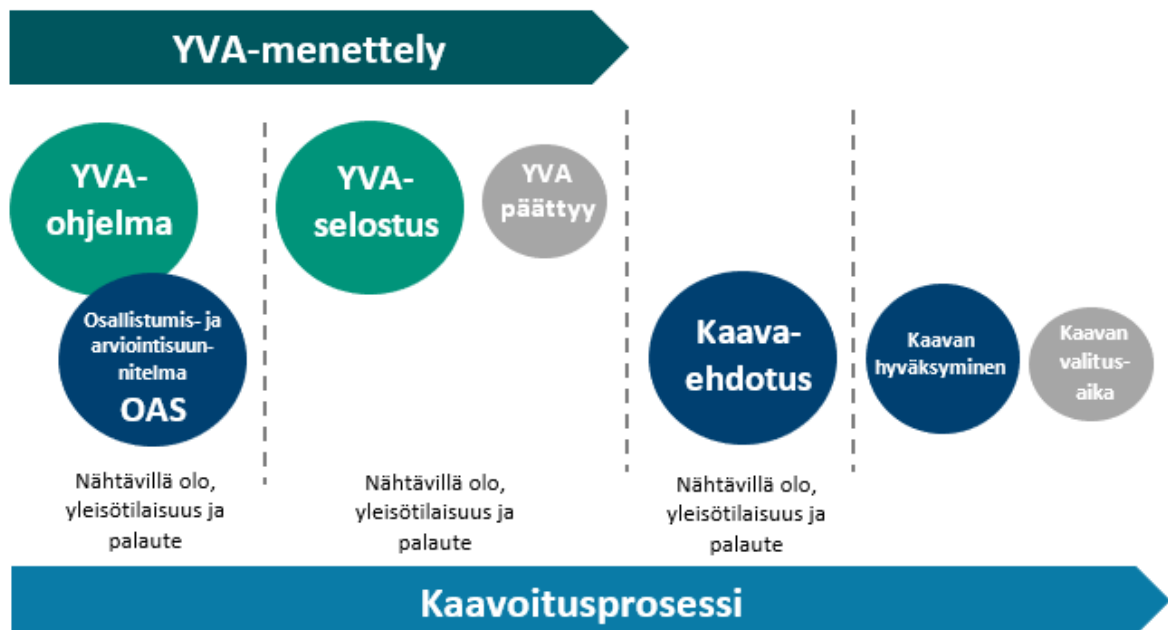 YVA-menettely
YVA-
ohjelma
Osallistumis- ja
arviointisuun-
nitelma
OAS
Nähtävillä olo,
yleisötilaisuus ja
palaute
YVA-
selostus
YVA
päättyy
Nähtävillä olo,
yleisötilaisuus ja
palaute
Kaava-
ehdotus
Nähtävillä olo,
yleisötilaisuus ja
palaute
Kaavan
hyväksyminen
Kaavan
valitus-
aika
Kaavoitusprosessi